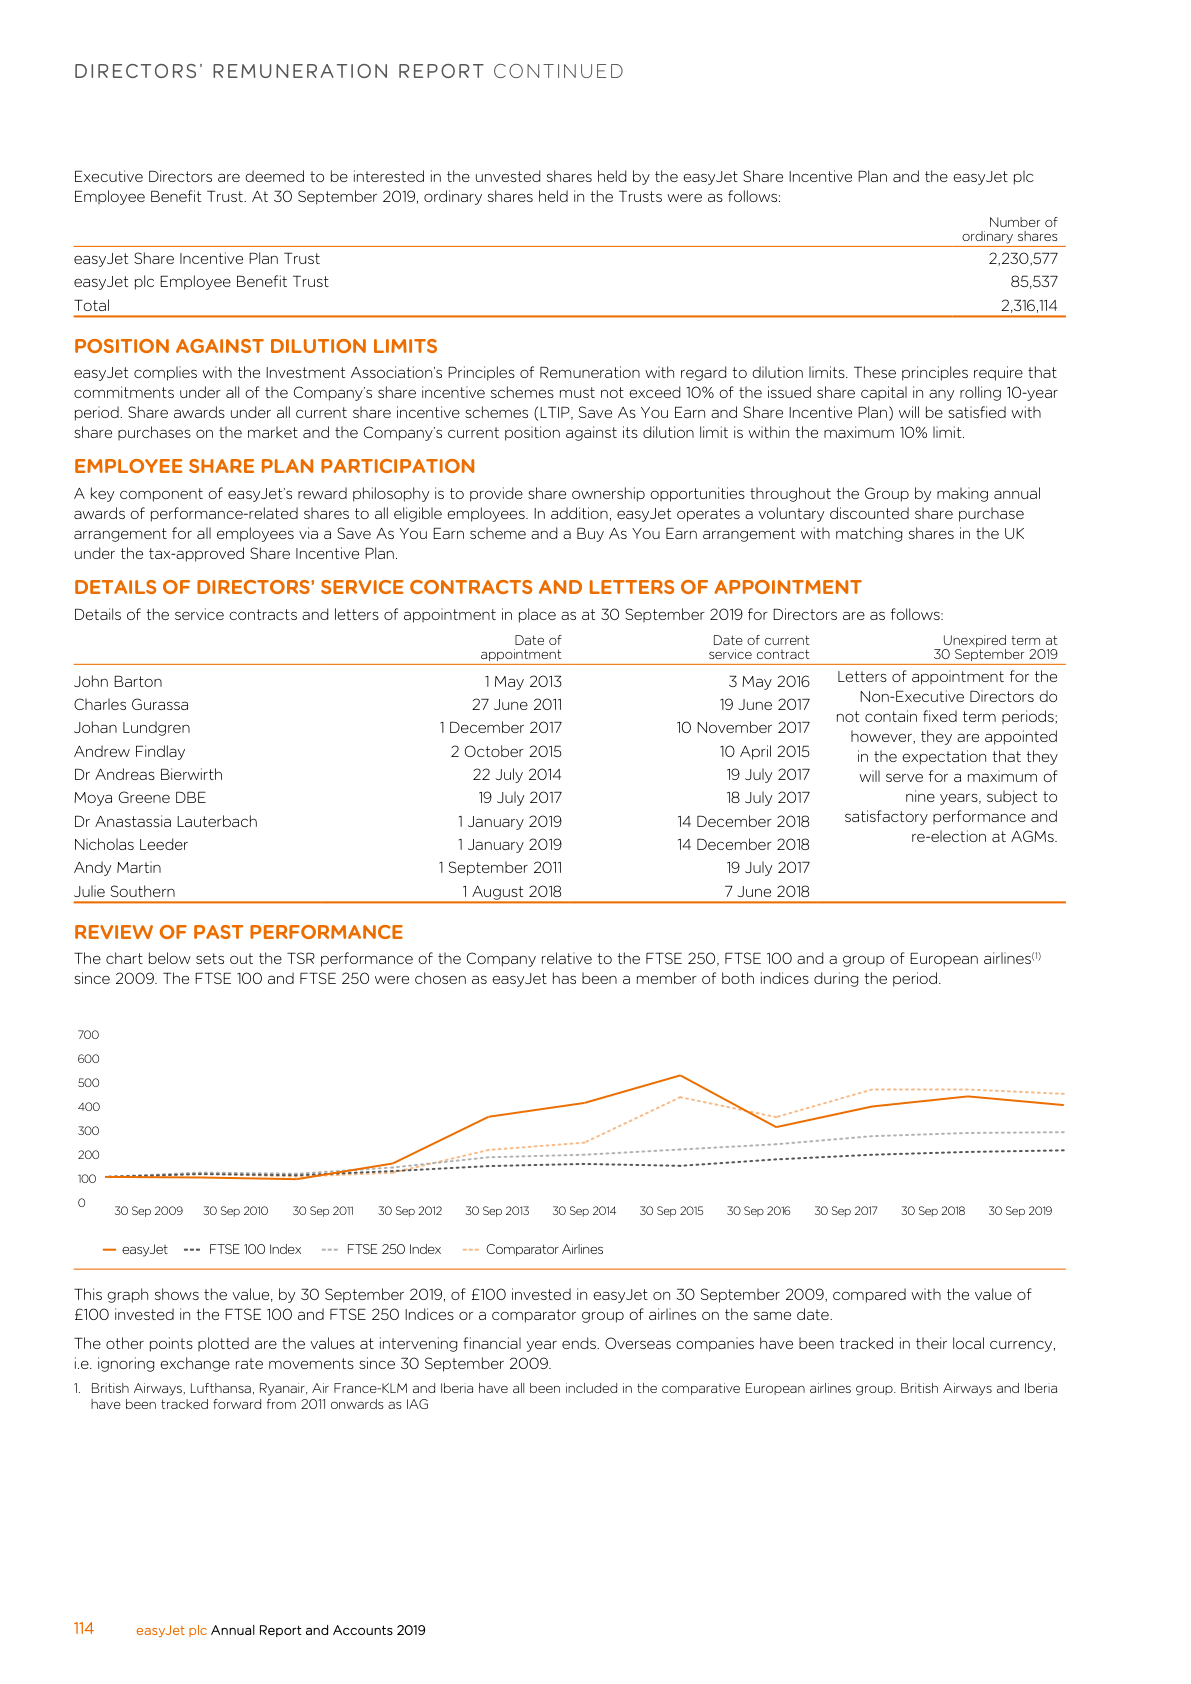 DIRECTORS' REMUNERATION REPORT CONTINUED
Executive Directors are deemed to be interested in the unvested shares held by the easyJet Share Incentive Plan and the easyJet plc
Employee Benefit Trust. At 30 September 2019, ordinary shares held in the Trusts were as follows:
Number of
ordinary shares
easyJet Share Incentive Plan Trust 2,230,577
easyJet plc Employee Benefit Trust 85,537
Total 2,316,114
POSITION AGAINST DILUTION LIMITS
easyJet complies with the Investment Association's Principles of Remuneration with regard to dilution limits. These principles require that
commitments under all of the Company's share incentive schemes must not exceed 10% of the issued share capital in any rolling 10-year
period. Share awards under all current share incentive schemes (LTIP, Save As You Earn and Share Incentive Plan) will be satisfied with
share purchases on the market and the Company's current position against its dilution limit is within the maximum 10% limit.
EMPLOYEE SHARE PLAN PARTICIPATION
A key component of easyJet's reward philosophy is to provide share ownership opportunities throughout the Group by making annual
awards of performance-related shares to all eligible employees. In addition, easyJet operates a voluntary discounted share purchase
arrangement for all employees via a Save As You Earn scheme and a Buy As You Earn arrangement with matching shares in the UK
under the tax-approved Share Incentive Plan.
DETAILS OF DIRECTORS' SERVICE CONTRACTS AND LETTERS OF APPOINTMENT
Details of the service contracts and letters of appointment in place as at 30 September 2019 for Directors are as follows:
Date of appointment
Date of current service contract
Unexpired term at 30 September 2019
John Barton 1 May 2013 3 May 2016
Charles Gurassa 27 June 2011 19 June 2017
Johan Lundgren 1 December 2017 10 November 2017
Andrew Findlay 2 October 2015 10 April 2015
Dr Andreas Bierwirth 22 July 2014 19 July 2017
Moya Greene DBE 19 July 2017 18 July 2017
Dr Anastassia Lauterbach 1 January 2019 14 December 2018
Nicholas Leeder 1 January 2019 14 December 2018
Andy Martin 1 September 2011 19 July 2017
Julie Southern 1 August 2018 7 June 2018
Letters of appointment for the
Non-Executive Directors do
not contain fixed term periods;
however, they are appointed
in the expectation that they
will serve for a maximum of
nine years, subject to
satisfactory performance and
re-election at AGMs.
REVIEW OF PAST PERFORMANCE
The chart below sets out the TSR performance of the Company relative to the FTSE 250, FTSE 100 and a group of European airlines(1)
since 2009. The FTSE 100 and FTSE 250 were chosen as easyJet has been a member of both indices during the period.
700
600
500
400
300
200
100
0
30 Sep 2009 30 Sep 2010 30 Sep 2011 30 Sep 2012 30 Sep 2013 30 Sep 2014 30 Sep 2015 30 Sep 2016 30 Sep 2017 30 Sep 2018 30 Sep 2019
easyJet FTSE 100 Index FTSE 250 Index Comparator Airlines
This graph shows the value, by 30 September 2019, of £100 invested in easyJet on 30 September 2009, compared with the value of
£100 invested in the FTSE 100 and FTSE 250 Indices or a comparator group of airlines on the same date.
The other points plotted are the values at intervening financial year ends. Overseas companies have been tracked in their local currency,
i.e. ignoring exchange rate movements since 30 September 2009.
1. British Airways, Lufthansa, Ryanair, Air France-KLM and Iberia have all been included in the comparative European airlines group. British Airways and Iberia
have been tracked forward from 2011 onwards as IAG
114 easyJet plc Annual Report and Accounts 2019